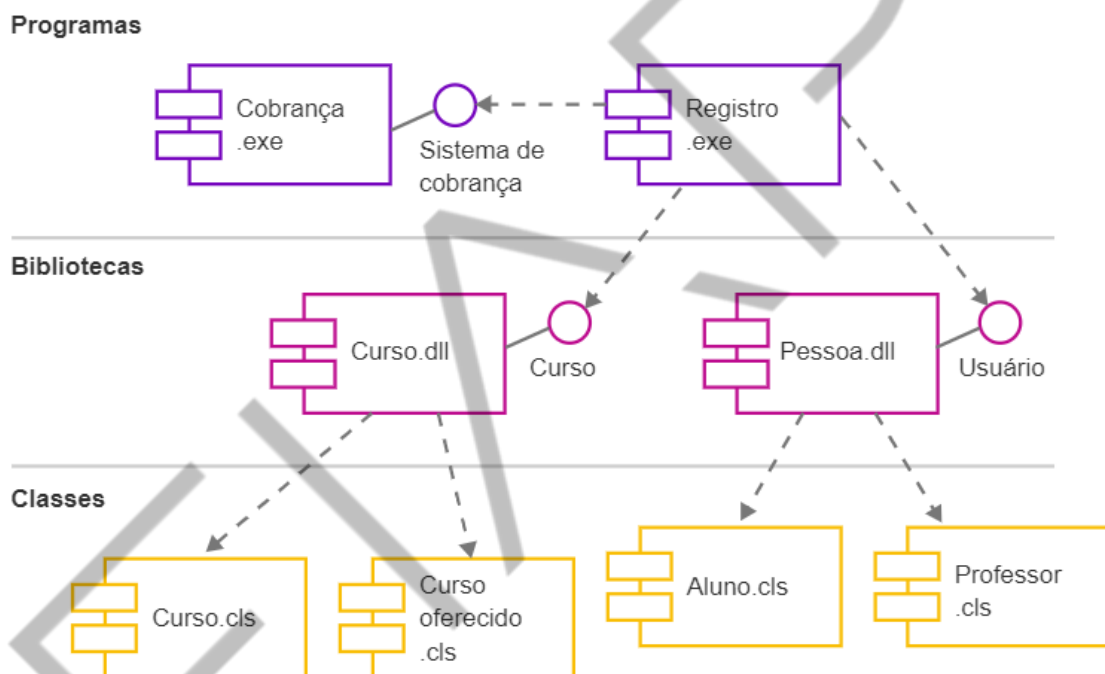 Programas
Cobrança
.exe
Sistema de
cobrança
Registro
.exe
Bibliotecas
Curso.dll
Curso
Pessoa.dll
Usuário
Classes
Curso.cls
Curso
oferecido
.cls
Aluno.cls
Professor
.cls